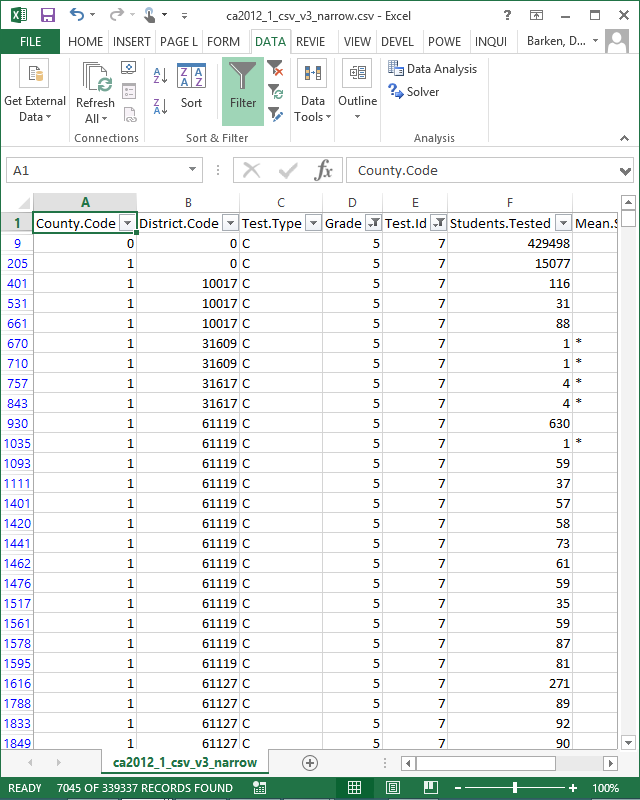 ca2012_1_csv_v3_narrow.csv - Excel
FILE HOME INSERT PAGE L FORM DATA REVIE VIEW DEVEL POWE INQUI Barken, D...
Get External Data
Refresh All
Connections
Sort
Filter
Sort & Filter
Data Tools
Outline
Data Analysis
Solver
Analysis
A1 fx County.Code
A B C D E F
1 County.Code District.Code Test.Type Grade Test.Id Students.Tested Mean.S
9 0 0 C 5 7 429498
205 1 0 C 5 7 15077
401 1 10017 C 5 7 116
531 1 10017 C 5 7 31
661 1 10017 C 5 7 88
670 1 31609 C 5 7 1 *
710 1 31609 C 5 7 1 *
757 1 31617 C 5 7 4 *
843 1 31617 C 5 7 4 *
930 1 61119 C 5 7 630
1035 1 61119 C 5 7 1 *
1093 1 61119 C 5 7 59
1111 1 61119 C 5 7 37
1401 1 61119 C 5 7 57
1420 1 61119 C 5 7 58
1441 1 61119 C 5 7 73
1462 1 61119 C 5 7 61
1476 1 61119 C 5 7 59
1517 1 61119 C 5 7 35
1561 1 61119 C 5 7 59
1578 1 61119 C 5 7 87
1595 1 61119 C 5 7 81
1616 1 61127 C 5 7 271
1788 1 61127 C 5 7 89
1833 1 61127 C 5 7 92
1849 1 61127 C 5 7 90
ca2012_1_csv_v3_narrow
READY 7045 OF 339337 RECORDS FOUND 100%